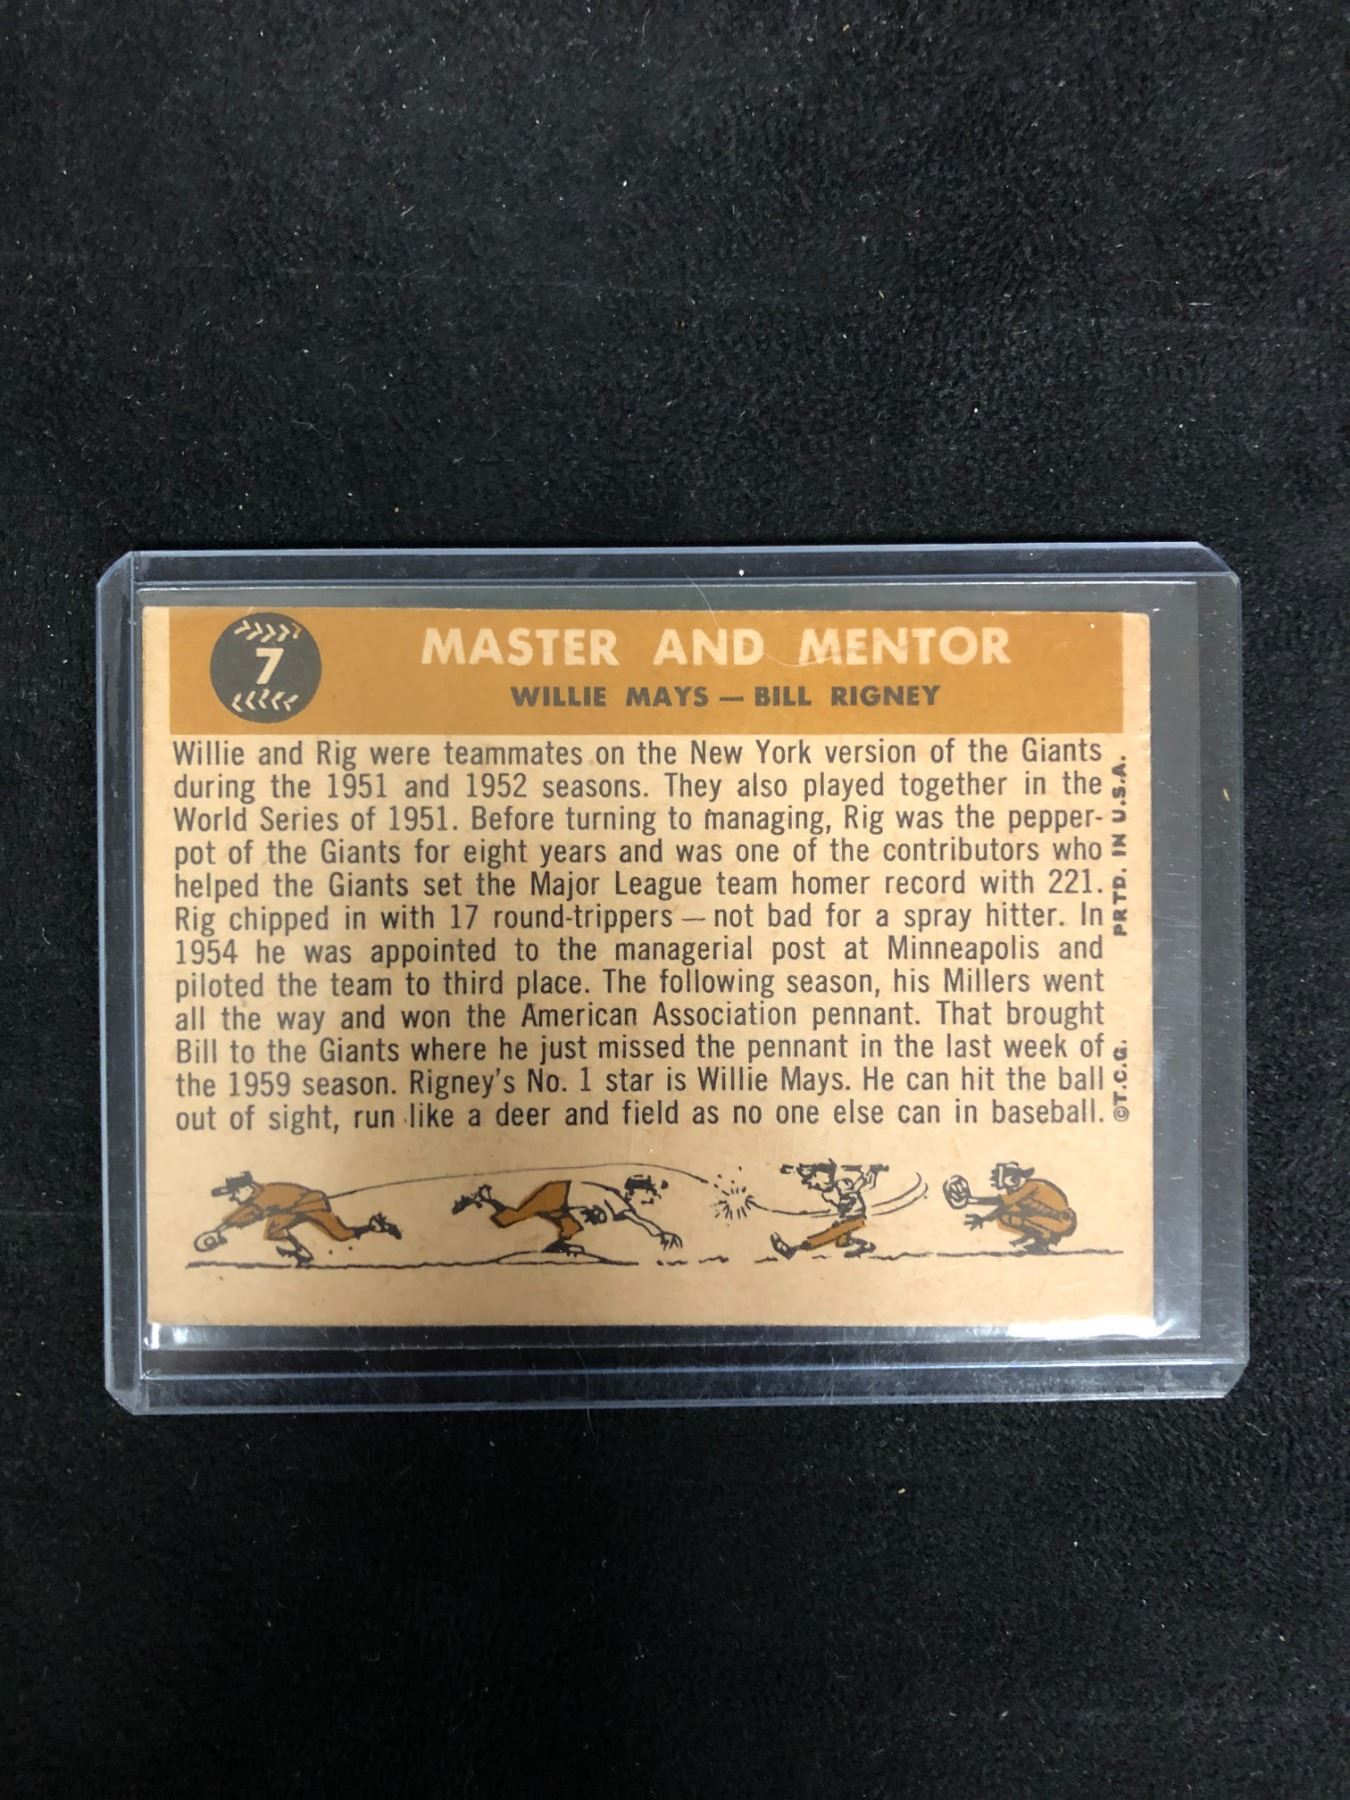 7
MASTER AND MENTOR
WILLIE MAYS — BILL RIGNEY
Willie and Rig were teammates on the New York version of the Giants
during the 1951 and 1952 seasons. They also played together in the
World Series of 1951. Before turning to managing, Rig was the pepper-
pot of the Giants for eight years and was one of the contributors who
helped the Giants set the Major League team homer record with 221.
Rig chipped in with 17 round-trippers — not bad for a spray hitter. In
1954 he was appointed to the managerial post at Minneapolis and
piloted the team to third place. The following season, his Millers went
all the way and won the American Association pennant. That brought
Bill to the Giants where he just missed the pennant in the last week of
the 1959 season. Rigney's No. 1 star is Willie Mays. He can hit the ball
out of sight, run like a deer and field as no one else can in baseball.
©T.C.G. PRTD. IN U.S.A.